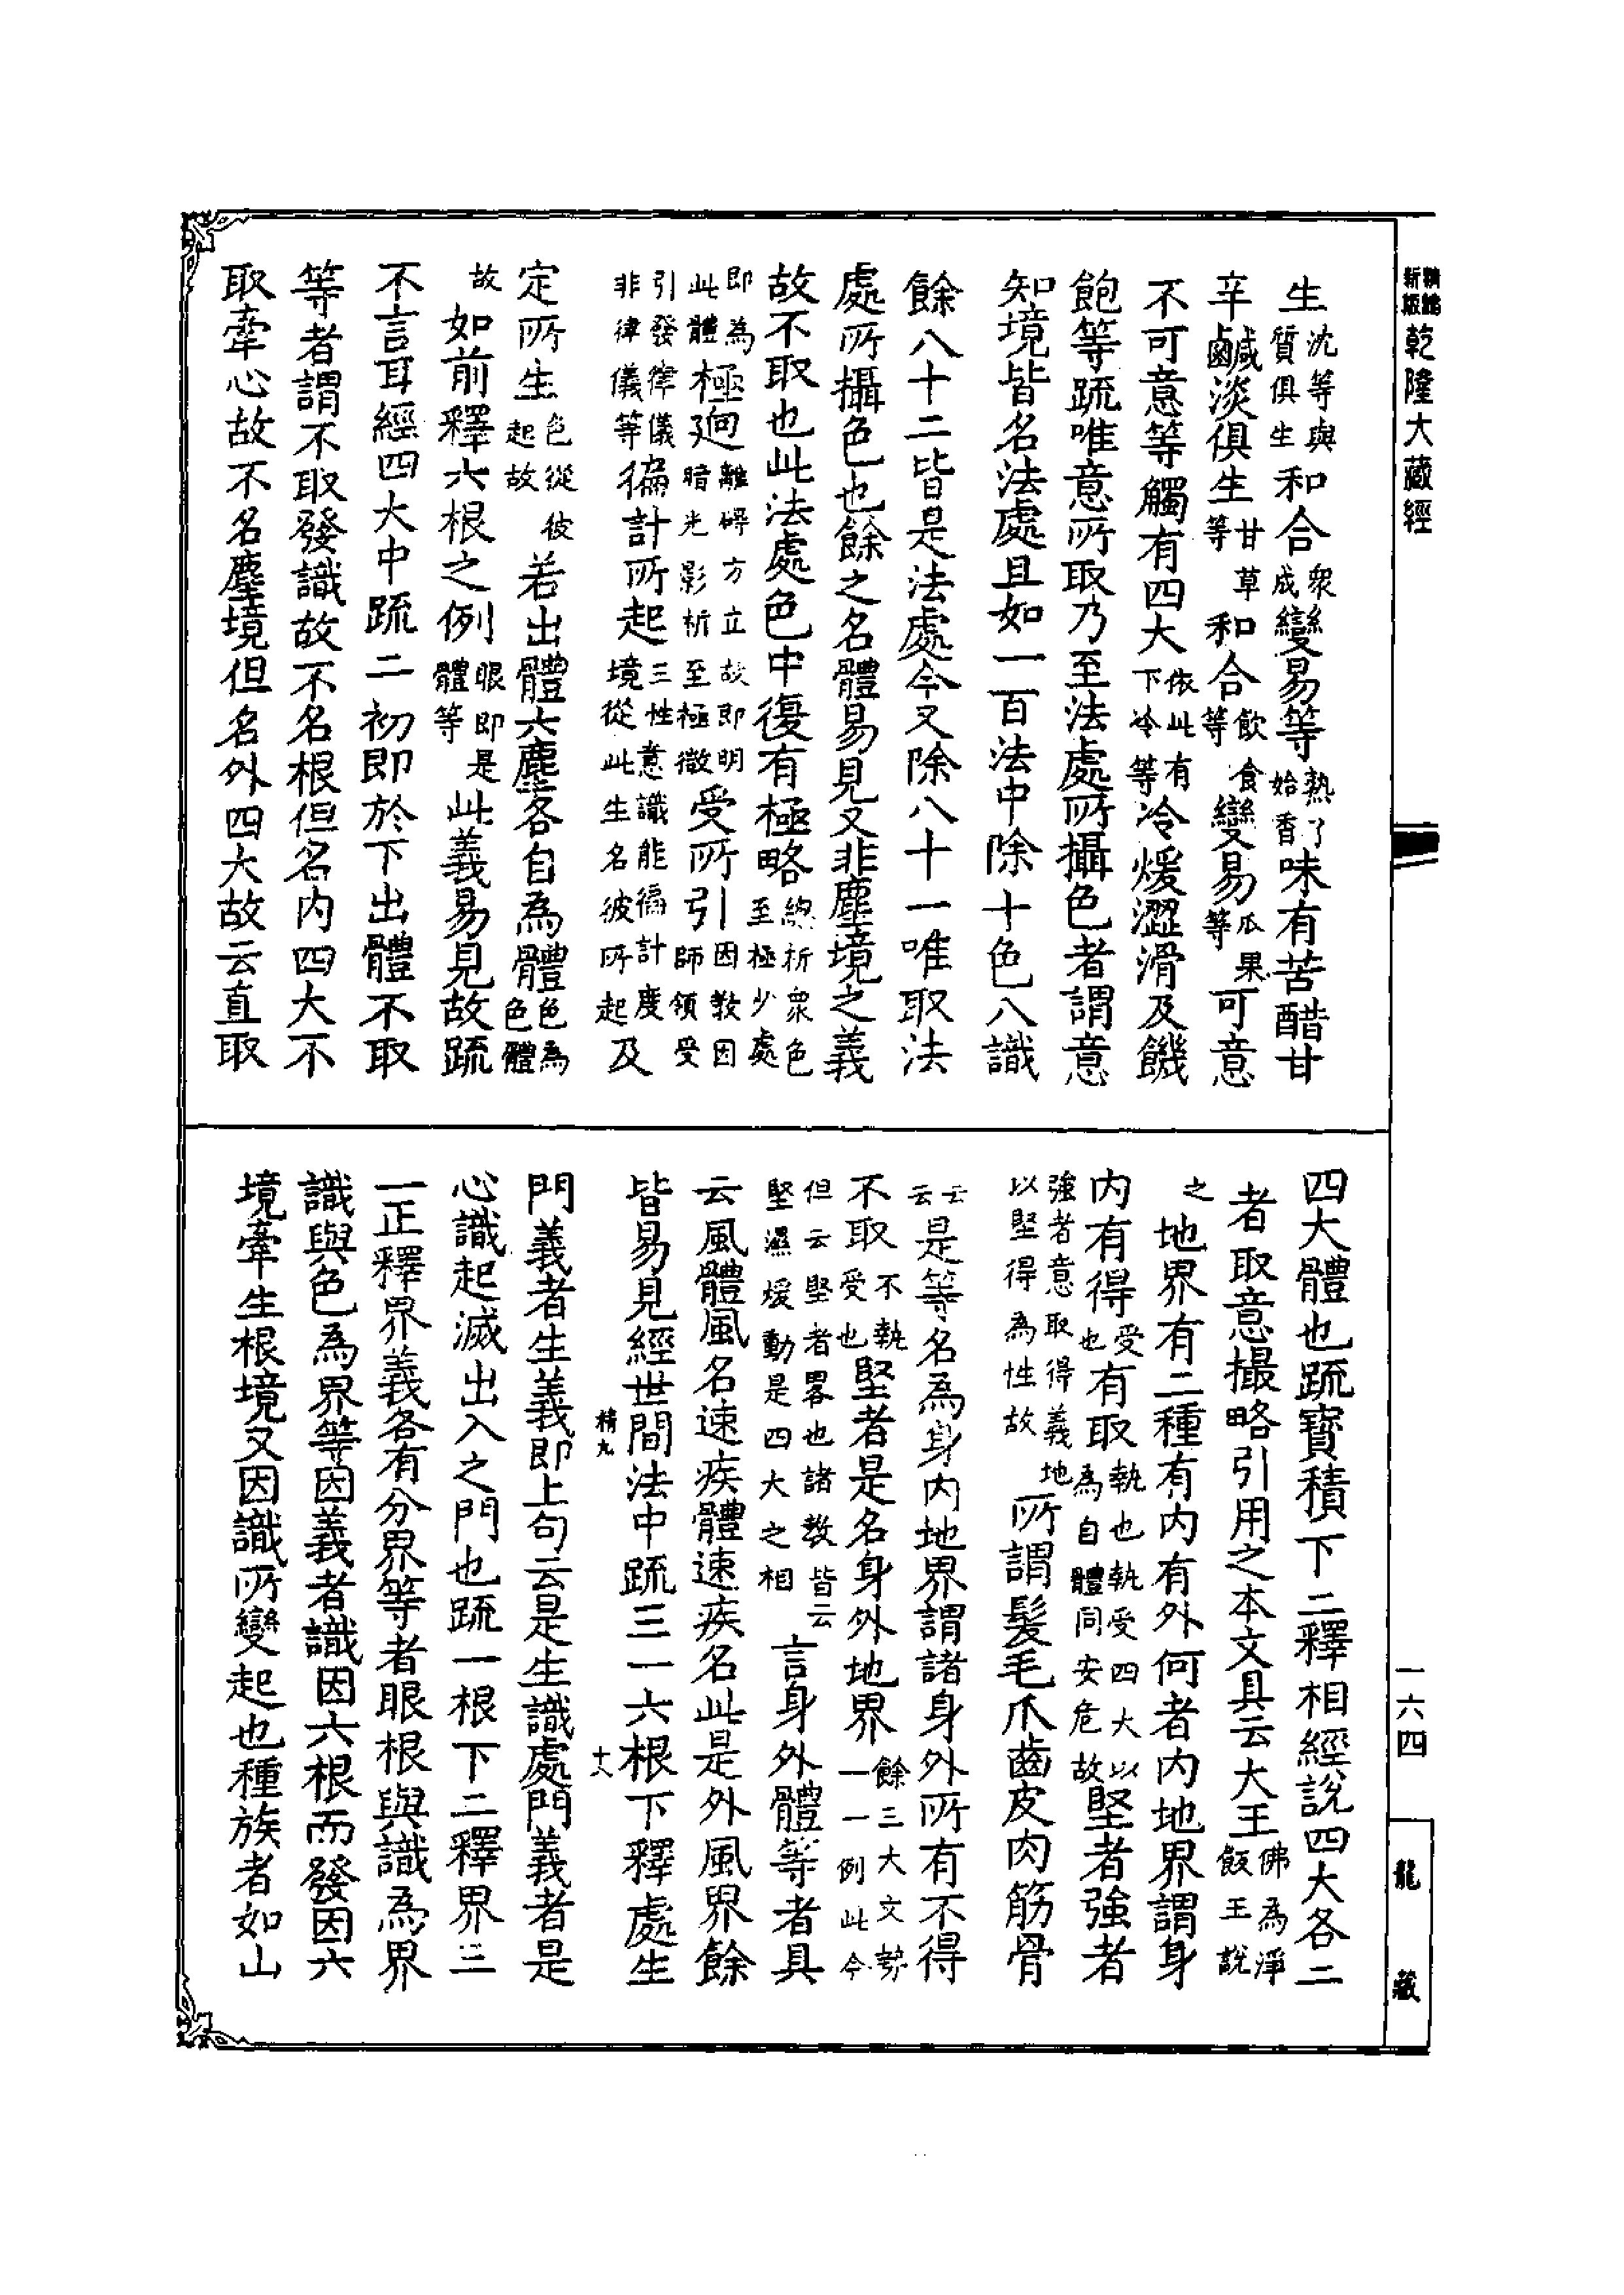 精繕新版 乾隆大藏經
生沈等與質俱生和合衆成變易等熟了始香味有苦醋甘
辛鹹淡俱生甘草等和合飲食等變易瓜果等可意
不可意等觸有四大依此有下冷等冷煖澀滑及饑
飽等疏唯意所取乃至法處所攝色者謂意
知境皆名法處且如一百法中除十色八識
餘八十二皆是法處今又除八十一唯取法
處所攝色也餘之名體易見又非塵境之義
故不取也此法處色中復有極略總析衆色至極少處
即為此體極迥離碍方立故即明暗光影析至極微受所引因教因師領受
引發律儀非律儀等徧計所起三性意識能徧計度境從此生名彼所起及
定所生色從彼起故若出體六塵各自為體色為色體
故如前釋六根之例眼即是體等此義易見故疏
不言耳經四大中疏二初即於下出體不取
等者謂不取發識故不名根但名内四大不
取牽心故不名塵境但名外四大故云直取
四大體也疏寶積下二釋相經說四大各二
者取意撮略引用之本文具云大王佛為淨飯王說
之地界有二種有内有外何者内地界謂身
内有得受也有取執也執受四大以為自體同安危故堅者強者
強者意取得義地以堅得為性故所謂髮毛爪齒皮肉筋骨
云云是等名為身内地界謂諸身外所有不得
不取受不執也堅者是名身外地界餘三大文勢一一例此今
但云堅者畧也諸教皆云堅濕煖動是四大之相言身外體等者具
云風體風名速疾體速疾名此是外風界餘
皆易見經世間法中疏三一六根下釋處生
精九
十八
門義者生義即上句云是生識處門義者是
心識起滅出入之門也疏一根下二釋界三
一正釋界義各有分界等者眼根與識為界
識與色為界等因義者識因六根而發因六
境牽生根境又因識所變起也種族者如山
一六四
龍藏